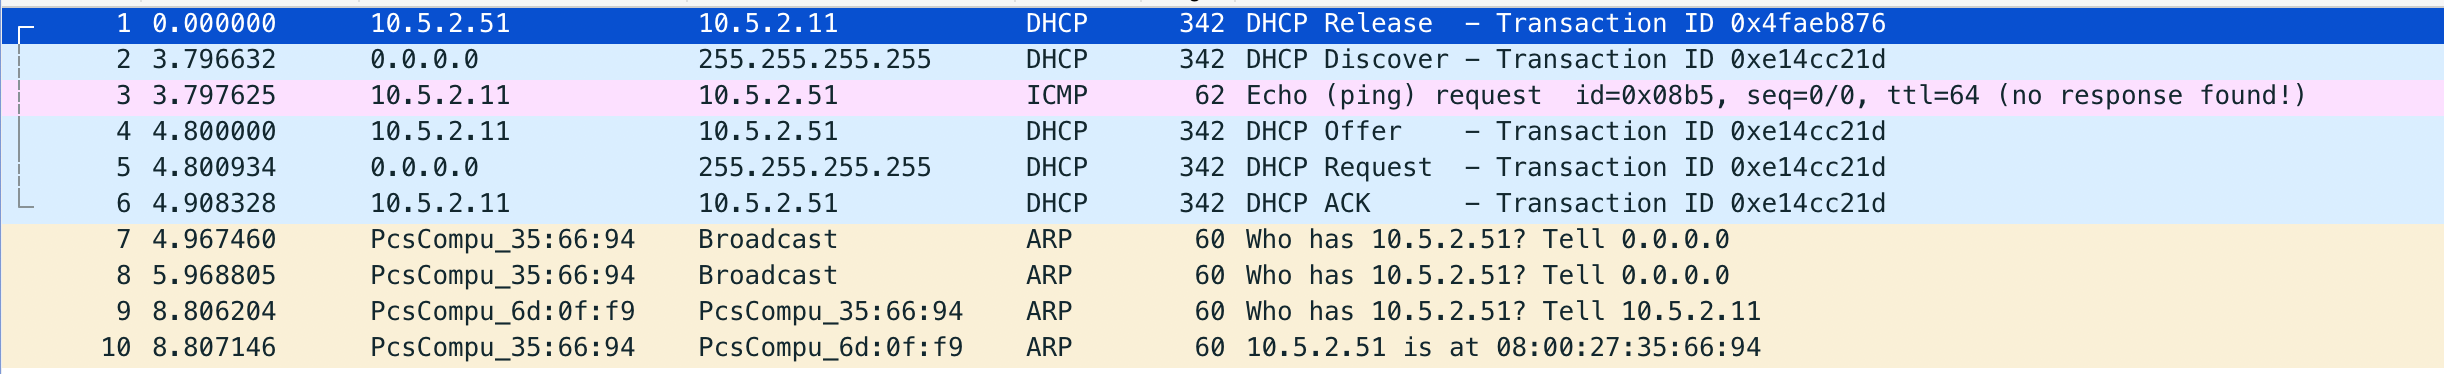 1 0.000000 10.5.2.51 10.5.2.11 DHCP 342 DHCP Release – Transaction ID 0x4faeb876
2 3.796632 0.0.0.0 255.255.255.255 DHCP 342 DHCP Discover – Transaction ID 0xe14cc21d
3 3.797625 10.5.2.11 10.5.2.51 ICMP 62 Echo (ping) request id=0x08b5, seq=0/0, ttl=64 (no response found!)
4 4.800000 10.5.2.11 10.5.2.51 DHCP 342 DHCP Offer – Transaction ID 0xe14cc21d
5 4.800934 0.0.0.0 255.255.255.255 DHCP 342 DHCP Request – Transaction ID 0xe14cc21d
6 4.908328 10.5.2.11 10.5.2.51 DHCP 342 DHCP ACK – Transaction ID 0xe14cc21d
7 4.967460 PcsCompu_35:66:94 Broadcast ARP 60 Who has 10.5.2.51? Tell 0.0.0.0
8 5.968805 PcsCompu_35:66:94 Broadcast ARP 60 Who has 10.5.2.51? Tell 0.0.0.0
9 8.806204 PcsCompu_6d:0f:f9 PcsCompu_35:66:94 ARP 60 Who has 10.5.2.51? Tell 10.5.2.11
10 8.807146 PcsCompu_35:66:94 PcsCompu_6d:0f:f9 ARP 60 10.5.2.51 is at 08:00:27:35:66:94